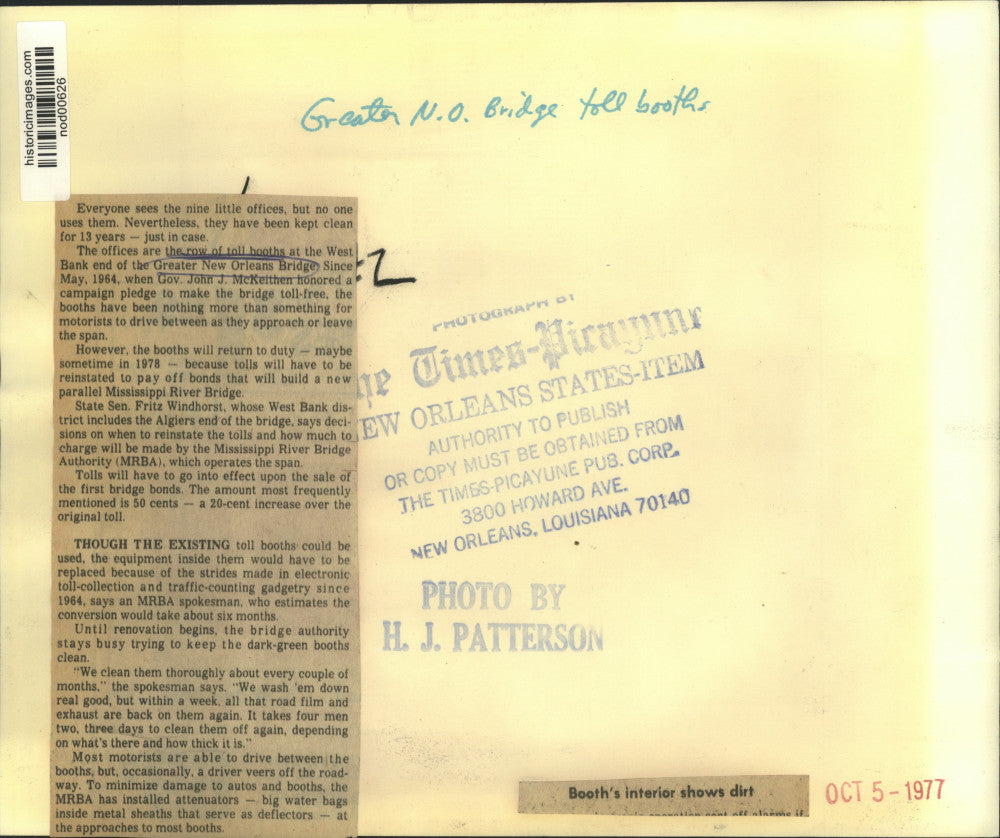 historicimages.com
nod00626
Greater N.O. Bridge toll booths
Everyone sees the nine little offices, but no one
uses them. Nevertheless, they have been kept clean
for 13 years — just in case.
The offices are the row of toll booths at the West
Bank end of the Greater New Orleans Bridge. Since
May, 1964, when Gov. John J. McKeithen honored a
campaign pledge to make the bridge toll-free, the
booths have been nothing more than something for
motorists to drive between as they approach or leave
the span.
However, the booths will return to duty — maybe
sometime in 1978 — because tolls will have to be
reinstated to pay off bonds that will build a new
parallel Mississippi River Bridge.
State Sen. Fritz Windhorst, whose West Bank dis-
trict includes the Algiers end of the bridge, says deci-
sions on when to reinstate the tolls and how much to
charge will be made by the Mississippi River Bridge
Authority (MRBA), which operates the span.
Tolls will have to go into effect upon the sale of
the first bridge bonds. The amount most frequently
mentioned is 50 cents — a 20-cent increase over the
original toll.
THOUGH THE EXISTING toll booths could be
used, the equipment inside them would have to be
replaced because of the strides made in electronic
toll-collection and traffic-counting gadgetry since
1964, says an MRBA spokesman, who estimates the
conversion would take about six months.
Until renovation begins, the bridge authority
stays busy trying to keep the dark-green booths
clean.
"We clean them thoroughly about every couple of
months," the spokesman says. "We wash 'em down
real good, but within a week, all that road film and
exhaust are back on them again. It takes four men
two, three days to clean them off again, depending
on what's there and how thick it is."
Most motorists are able to drive between the
booths, but, occasionally, a driver veers off the road-
way. To minimize damage to autos and booths, the
MRBA has installed attenuators — big water bags
inside metal sheaths that serve as deflectors — at
the approaches to most booths.
PHOTOGRAPH BY
he Times-Picayune
EW ORLEANS STATES-ITEM
AUTHORITY TO PUBLISH
OR COPY MUST BE OBTAINED FROM
THE TIMES-PICAYUNE PUB. CORP.
3800 HOWARD AVE.
NEW ORLEANS, LOUISIANA 70140
PHOTO BY
H. J. PATTERSON
Booth's interior shows dirt
OCT 5 - 1977